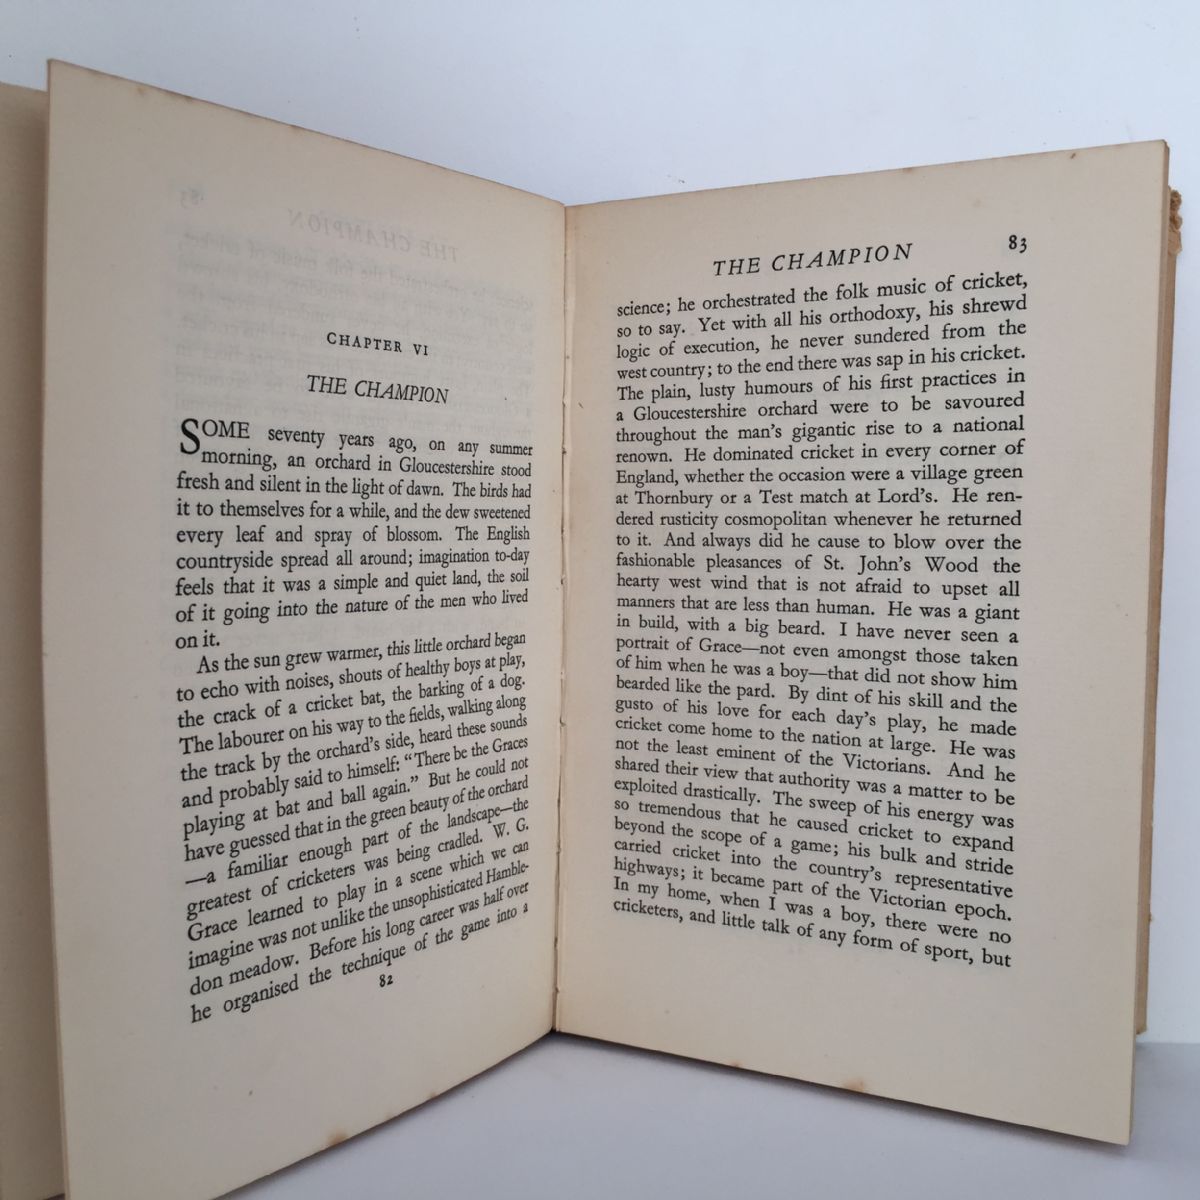 CHAPTER VI
THE CHAMPION
SOME seventy years ago, on any summer
morning, an orchard in Gloucestershire stood
fresh and silent in the light of dawn. The birds had
it to themselves for a while, and the dew sweetened
every leaf and spray of blossom. The English
countryside spread all around; imagination to-day
feels that it was a simple and quiet land, the soil
of it going into the nature of the men who lived
on it.
As the sun grew warmer, this little orchard began
to echo with noises, shouts of healthy boys at play,
the crack of a cricket bat, the barking of a dog.
The labourer on his way to the fields, walking along
the track by the orchard's side, heard these sounds
and probably said to himself: "There be the Graces
playing at bat and ball again." But he could not
have guessed that in the green beauty of the orchard
—a familiar enough part of the landscape—the
greatest of cricketers was being cradled. W. G.
Grace learned to play in a scene which we can
imagine was not unlike the unsophisticated Hamble-
don meadow. Before his long career was half over
he organised the technique of the game into a
82
THE CHAMPION 83
science; he orchestrated the folk music of cricket,
so to say. Yet with all his orthodoxy, his shrewd
logic of execution, he never sundered from the
west country; to the end there was sap in his cricket.
The plain, lusty humours of his first practices in
a Gloucestershire orchard were to be savoured
throughout the man's gigantic rise to a national
renown. He dominated cricket in every corner of
England, whether the occasion were a village green
at Thornbury or a Test match at Lord's. He ren-
dered rusticity cosmopolitan whenever he returned
to it. And always did he cause to blow over the
fashionable pleasances of St. John's Wood the
hearty west wind that is not afraid to upset all
manners that are less than human. He was a giant
in build, with a big beard. I have never seen a
portrait of Grace—not even amongst those taken
of him when he was a boy—that did not show him
bearded like the pard. By dint of his skill and the
gusto of his love for each day's play, he made
cricket come home to the nation at large. He was
not the least eminent of the Victorians. And he
shared their view that authority was a matter to be
exploited drastically. The sweep of his energy was
so tremendous that he caused cricket to expand
beyond the scope of a game; his bulk and stride
carried cricket into the country's representative
highways; it became part of the Victorian epoch.
In my home, when I was a boy, there were no
cricketers, and little talk of any form of sport, but